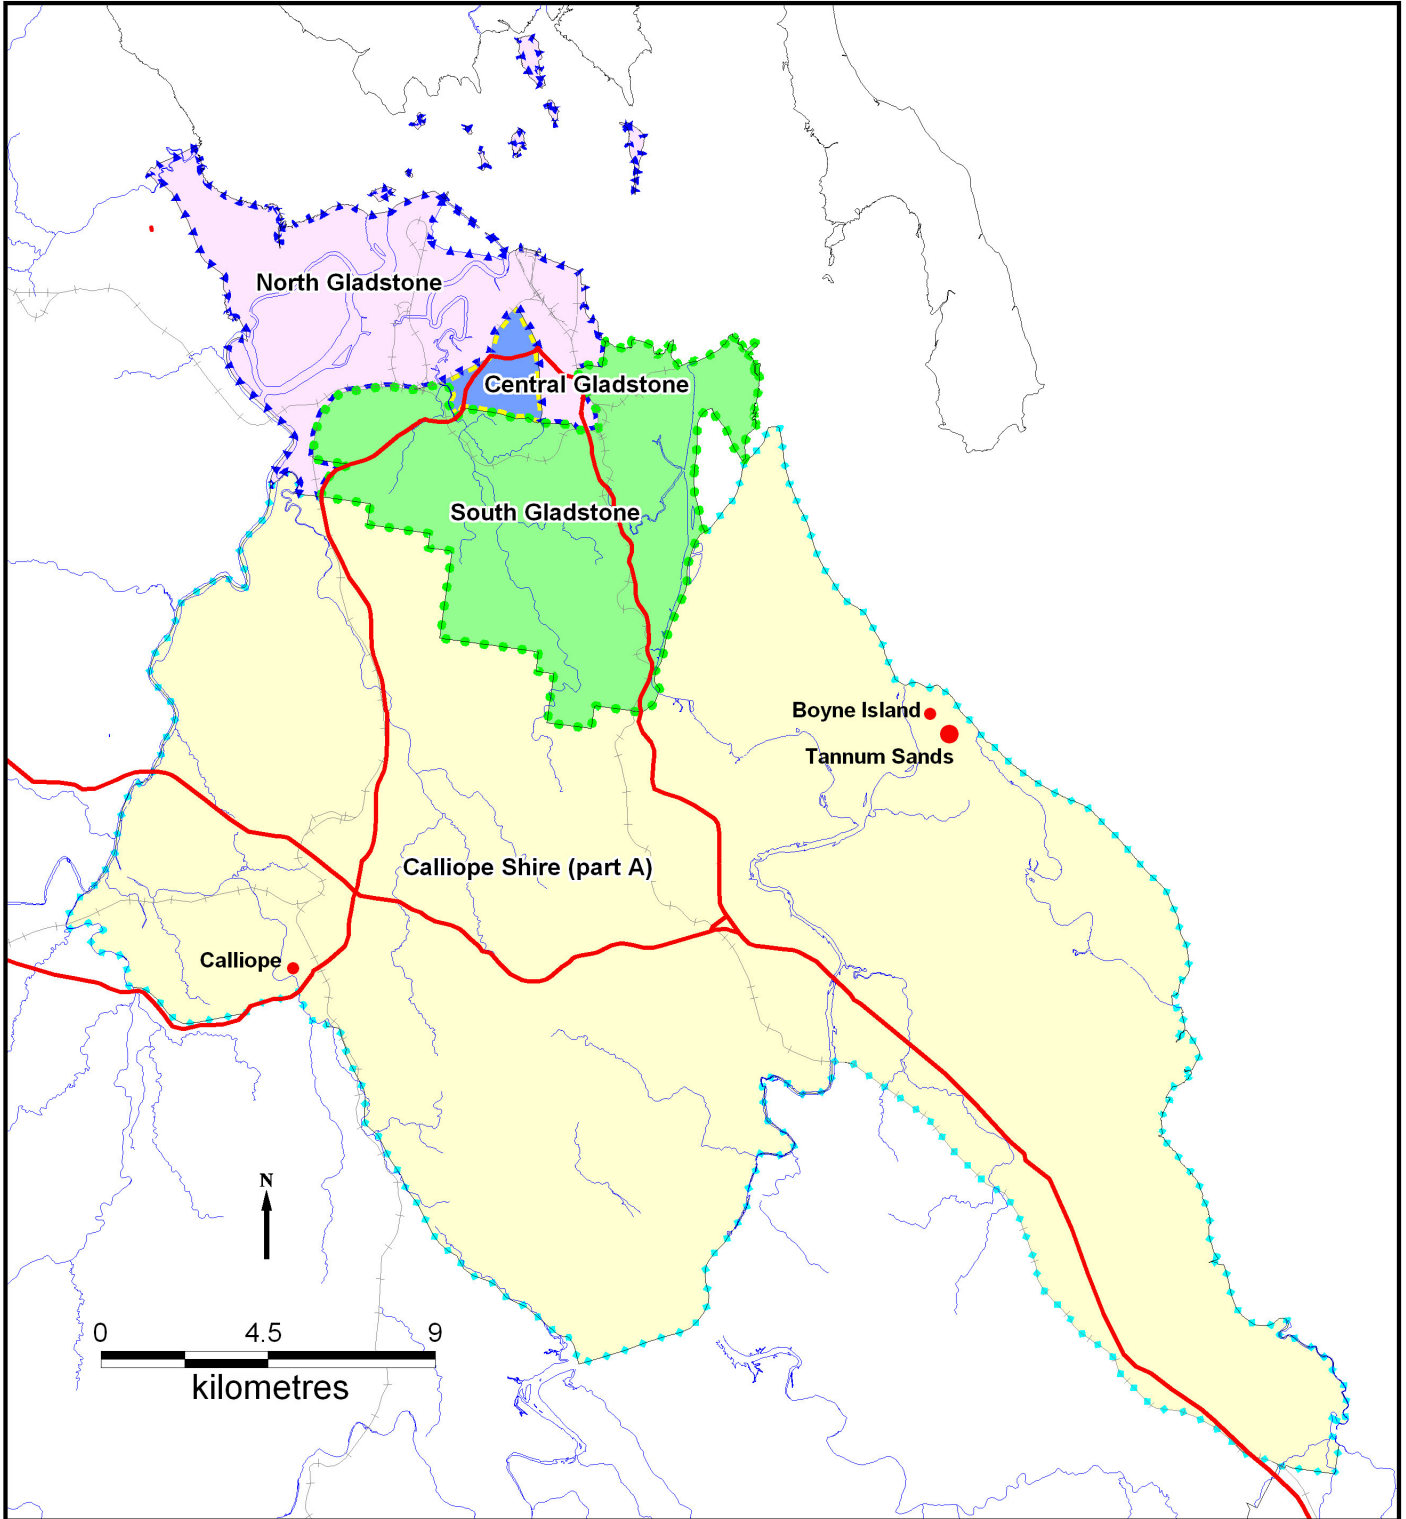 North Gladstone
Central Gladstone
South Gladstone
Boyne Island
Tannum Sands
Calliope Shire (part A)
Calliope
N
0 4.5 9
kilometres